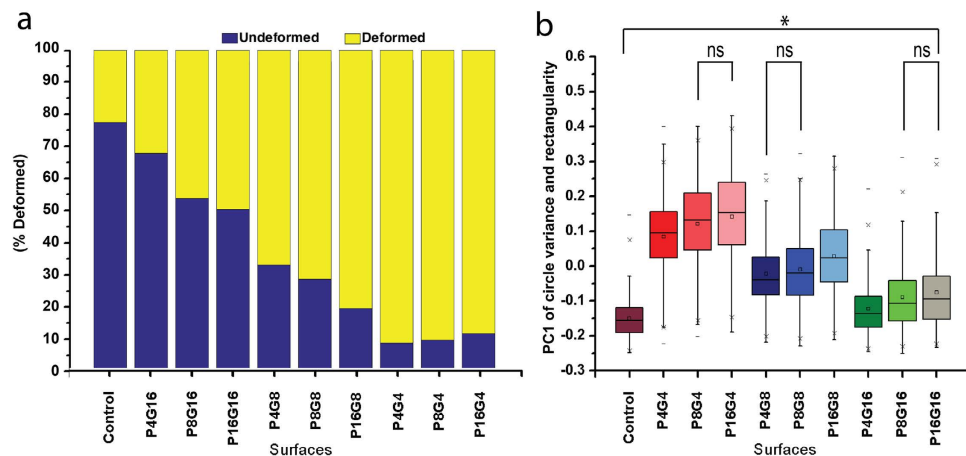 a
Undeformed Deformed
(% Deformed)
100
90
80
70
60
50
40
30
20
10
0
Control P4G16 P8G16 P16G16 P4G8 P8G8 P16G8 P4G4 P8G4 P16G4
Surfaces
b
*
ns ns ns
PC1 of circle variance and rectangularity
0.6
0.5
0.4
0.3
0.2
0.1
0.0
-0.1
-0.2
-0.3
Control P4G4 P8G4 P16G4 P4G8 P8G8 P16G8 P4G16 P8G16 P16G16
Surfaces